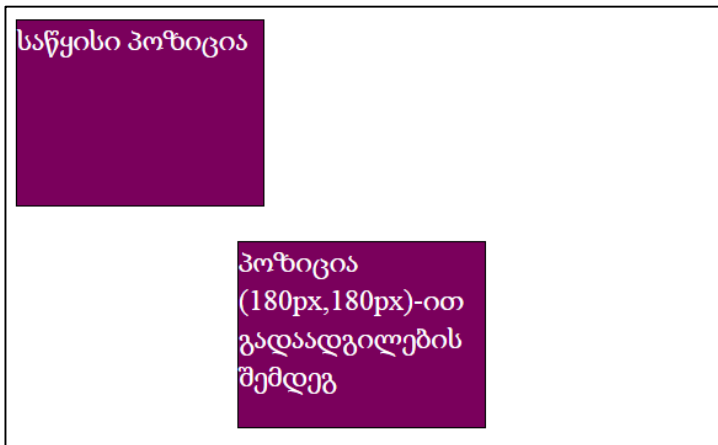 საწყისი პოზიცია
პოზიცია
(180px,180px)-ით
გადაადგილების
შემდეგ